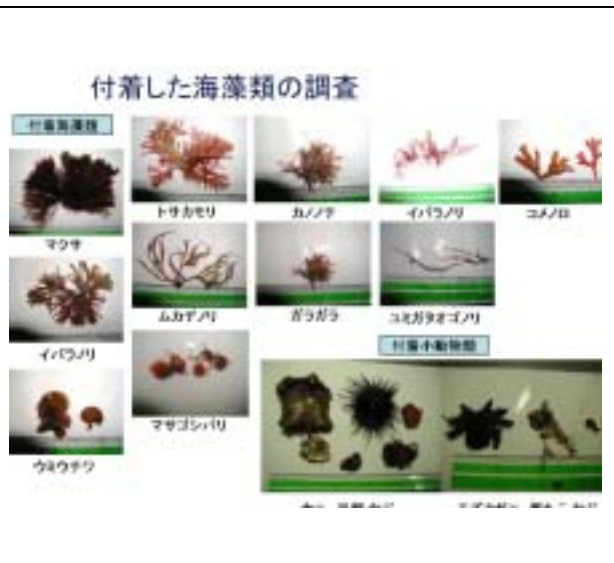 付着した海藻類の調査
付着海藻類
マクサ
トサカモリ
カノノテ
イバラノリ
コメノロ
イバラノリ
ムカデノリ
ガラガラ
ユミガタオゴノリ
付着小動物類
ウミウチワ
マサゴシバリ